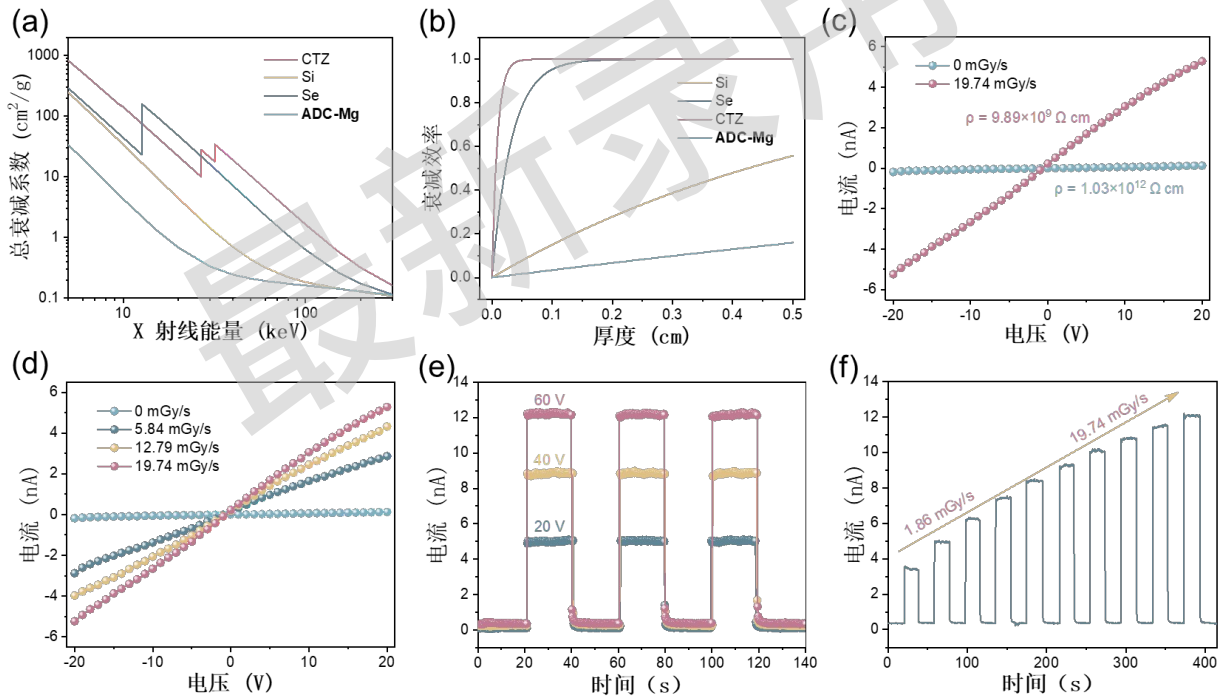 (a)
1000
100
10
1
0.1
10
100
总衰减系数 (cm²/g)
X 射线能量 (keV)
CTZ
Si
Se
ADC-Mg
(b)
1.0
0.8
0.6
0.4
0.2
0.0
0.0
0.1
0.2
0.3
0.4
0.5
衰减效率
厚度 (cm)
Si
Se
CTZ
ADC-Mg
(c)
6
4
2
0
-2
-4
-6
-20
-10
0
10
20
电流 (nA)
电压 (V)
0 mGy/s
19.74 mGy/s
ρ = 9.89×10⁹ Ω cm
ρ = 1.03×10¹² Ω cm
(d)
6
4
2
0
-2
-4
-6
-20
-10
0
10
20
电流 (nA)
电压 (V)
0 mGy/s
5.84 mGy/s
12.79 mGy/s
19.74 mGy/s
(e)
14
12
10
8
6
4
2
0
0
20
40
60
80
100
120
140
电流 (nA)
时间 (s)
60 V
40 V
20 V
(f)
14
12
10
8
6
4
2
0
0
100
200
300
400
电流 (nA)
时间 (s)
1.86 mGy/s
19.74 mGy/s
最新录用